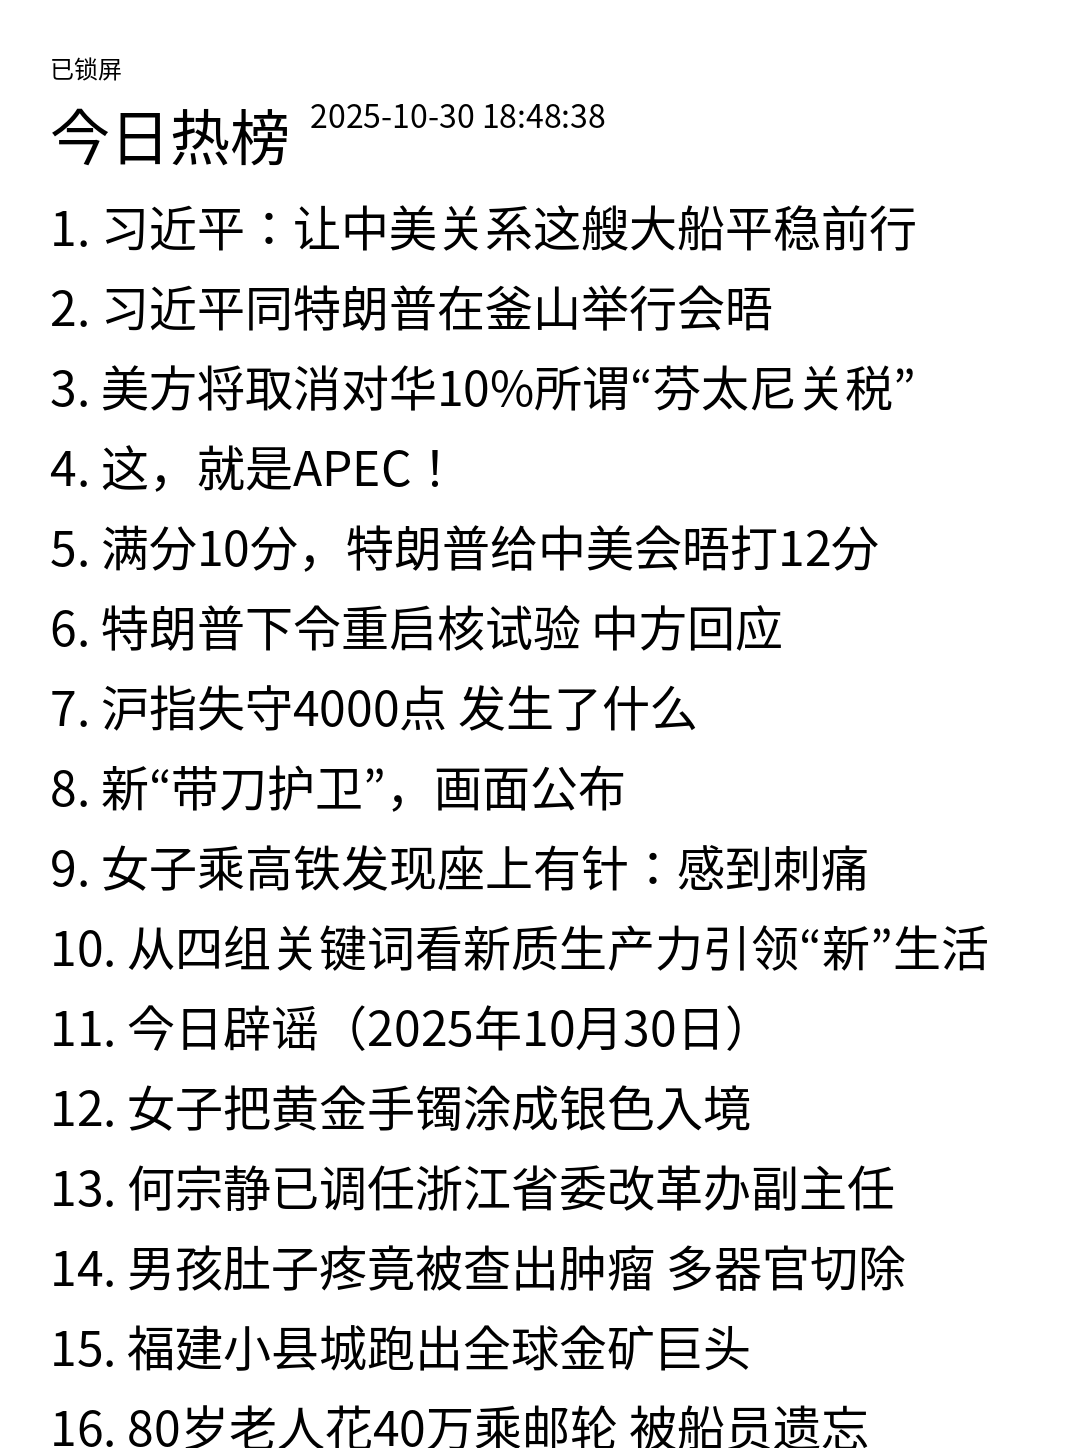 已锁屏
今日热榜 2025-10-30 18:48:38
1. 习近平：让中美关系这艘大船平稳前行
2. 习近平同特朗普在釜山举行会晤
3. 美方将取消对华10%所谓“芬太尼关税”
4. 这，就是APEC！
5. 满分10分，特朗普给中美会晤打12分
6. 特朗普下令重启核试验 中方回应
7. 沪指失守4000点 发生了什么
8. 新“带刀护卫”，画面公布
9. 女子乘高铁发现座上有针：感到刺痛
10. 从四组关键词看新质生产力引领“新”生活
11. 今日辟谣（2025年10月30日）
12. 女子把黄金手镯涂成银色入境
13. 何宗静已调任浙江省委改革办副主任
14. 男孩肚子疼竟被查出肿瘤 多器官切除
15. 福建小县城跑出全球金矿巨头
16. 80岁老人花40万乘邮轮 被船员遗忘